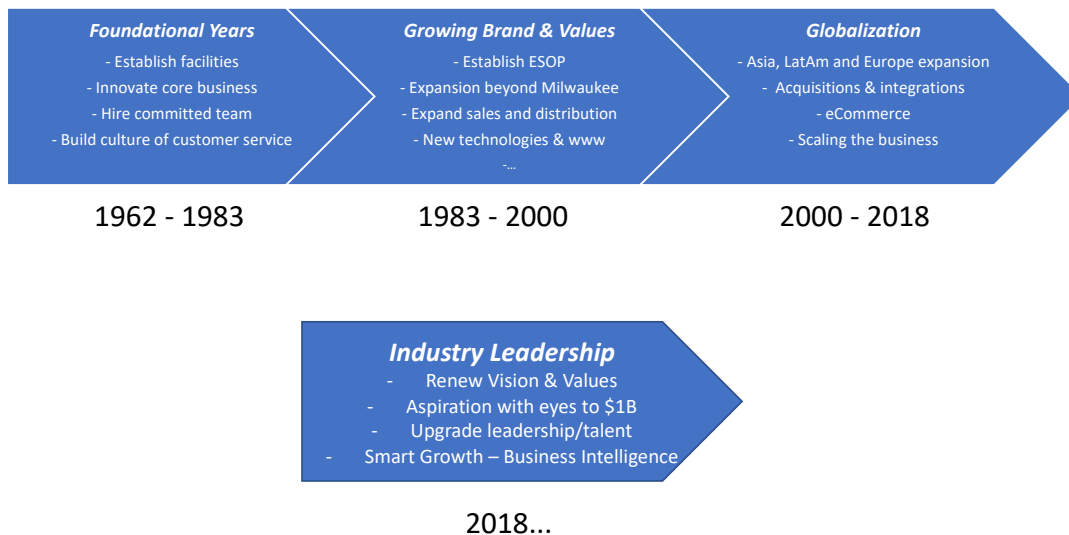 Foundational Years
- Establish facilities
- Innovate core business
- Hire committed team
- Build culture of customer service
Growing Brand & Values
- Establish ESOP
- Expansion beyond Milwaukee
- Expand sales and distribution
- New technologies & www
-...
Globalization
- Asia, LatAm and Europe expansion
- Acquisitions & integrations
- eCommerce
- Scaling the business
1962 - 1983
1983 - 2000
2000 - 2018
Industry Leadership
- Renew Vision & Values
- Aspiration with eyes to $1B
- Upgrade leadership/talent
- Smart Growth – Business Intelligence
2018...